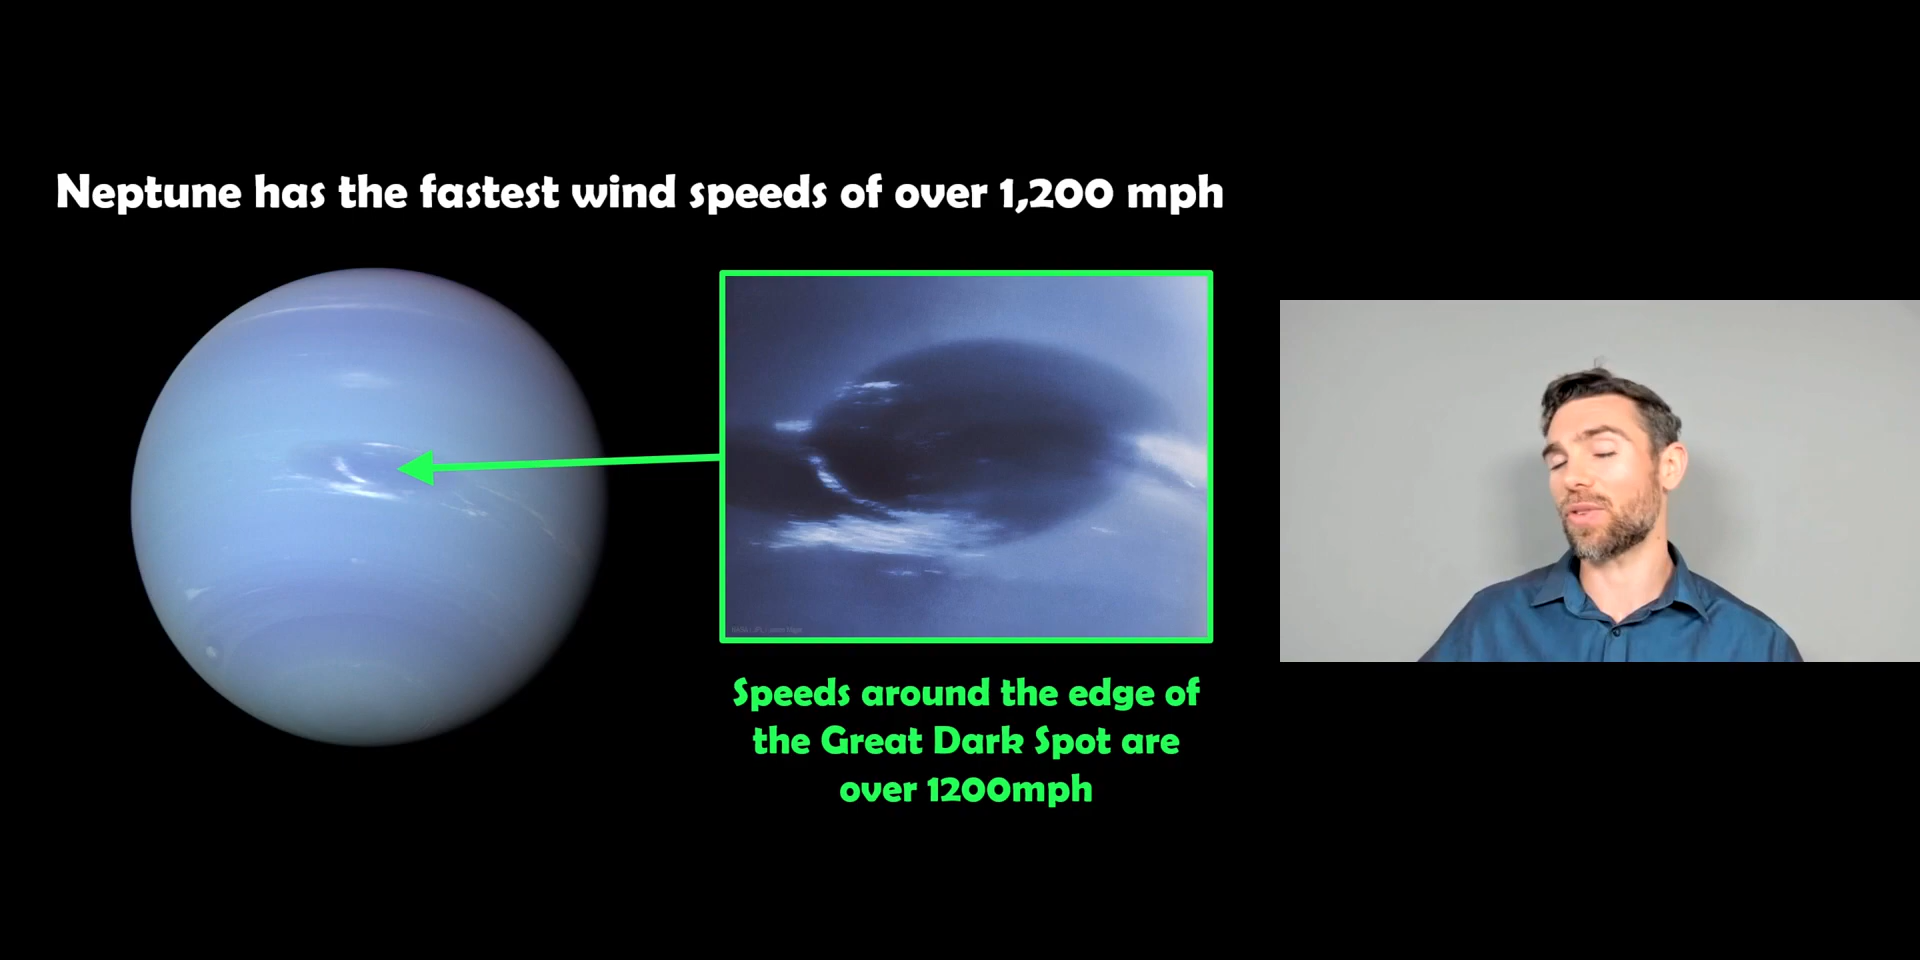 Neptune has the fastest wind speeds of over 1,200 mph
Speeds around the edge of
the Great Dark Spot are
over 1200mph